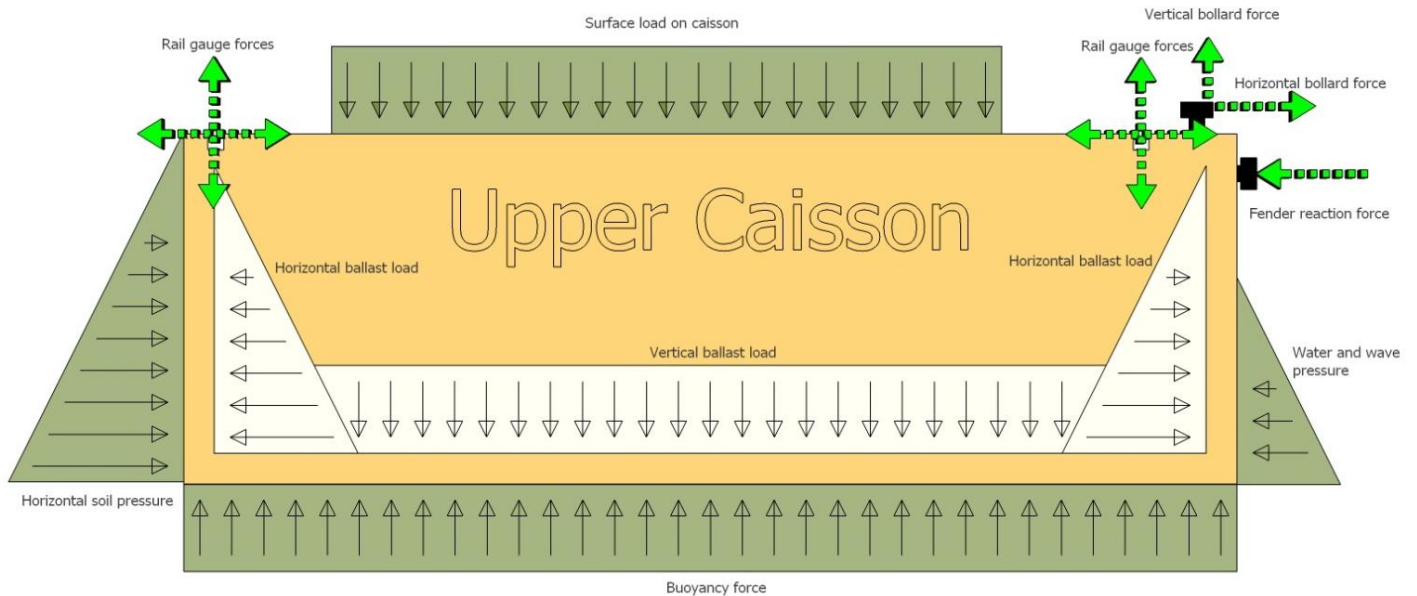 Surface load on caisson
Vertical bollard force
Rail gauge forces
Rail gauge forces
Horizontal bollard force
Upper Caisson
Fender reaction force
Horizontal ballast load
Horizontal ballast load
Vertical ballast load
Water and wave
pressure
Horizontal soil pressure
Buoyancy force